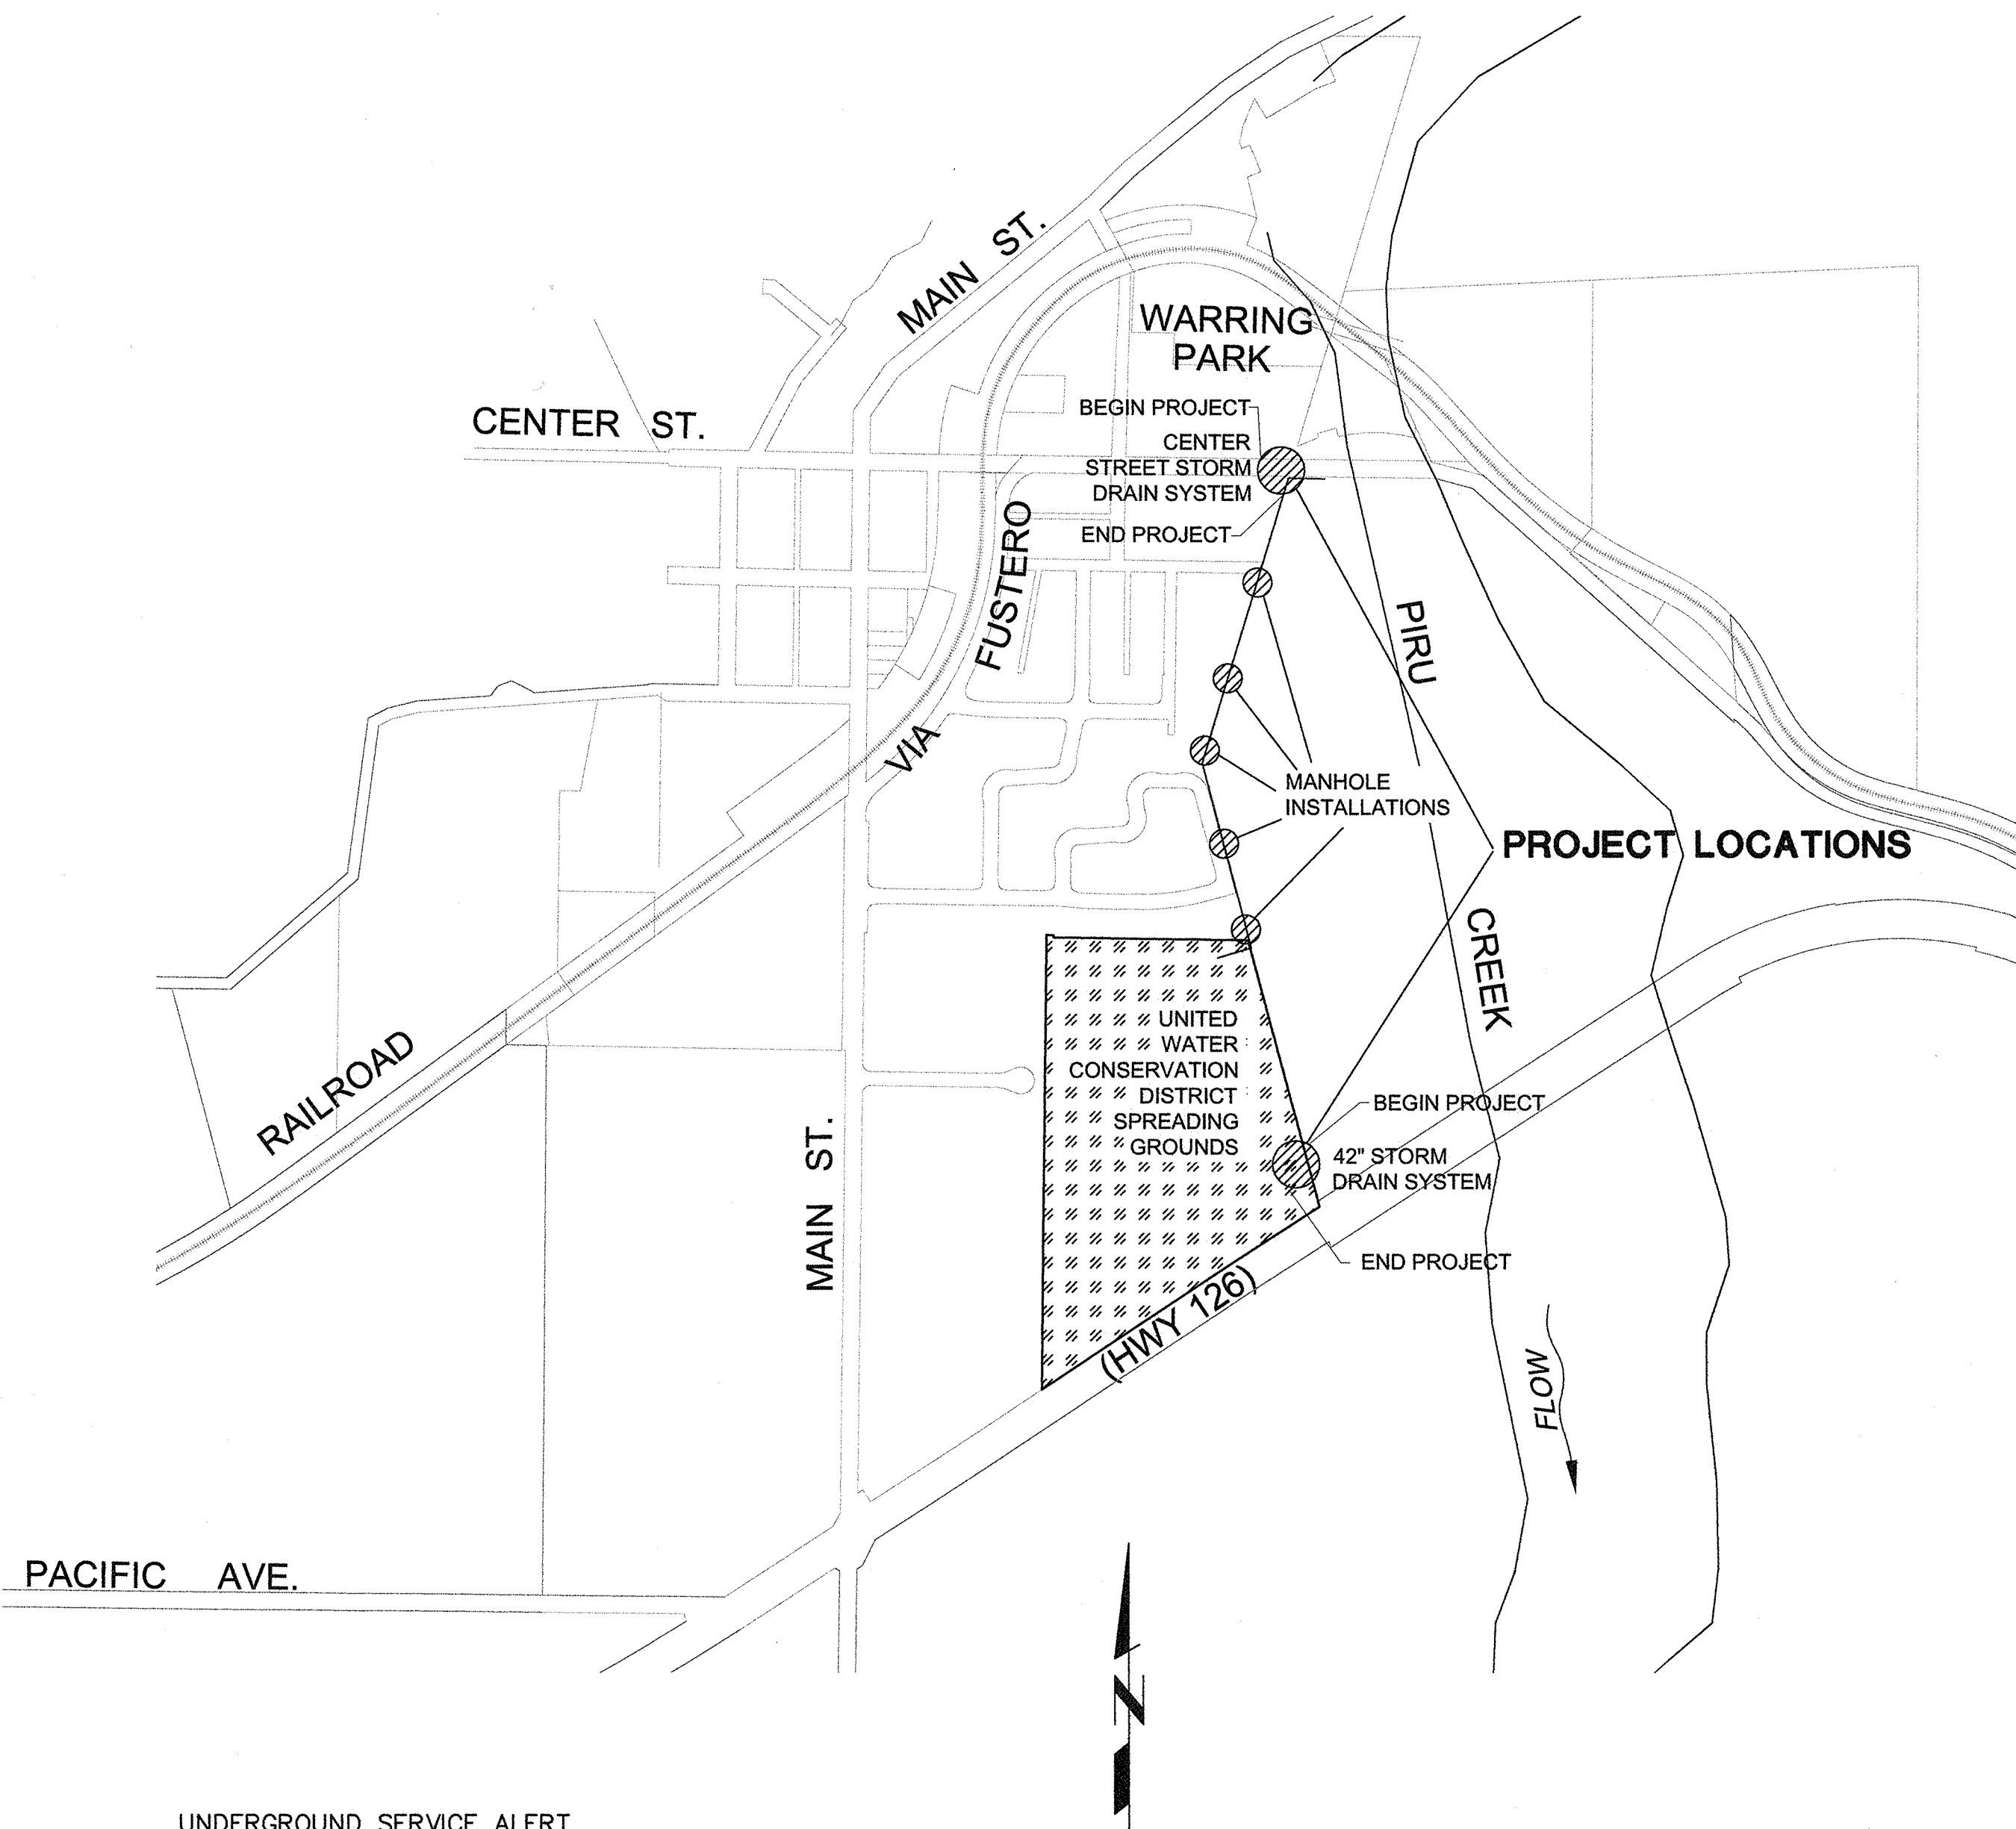 MAIN ST.
WARRING
PARK
CENTER ST.
BEGIN PROJECT
CENTER
STREET STORM
DRAIN SYSTEM
END PROJECT
VIA FUSTERO
PIRU CREEK
MANHOLE
INSTALLATIONS
PROJECT LOCATIONS
RAILROAD
UNITED
WATER
CONSERVATION
DISTRICT
SPREADING
GROUNDS
BEGIN PROJECT
42" STORM
DRAIN SYSTEM
END PROJECT
MAIN ST.
(HWY 126)
FLOW
PACIFIC AVE.
N
UNDERGROUND SERVICE ALERT